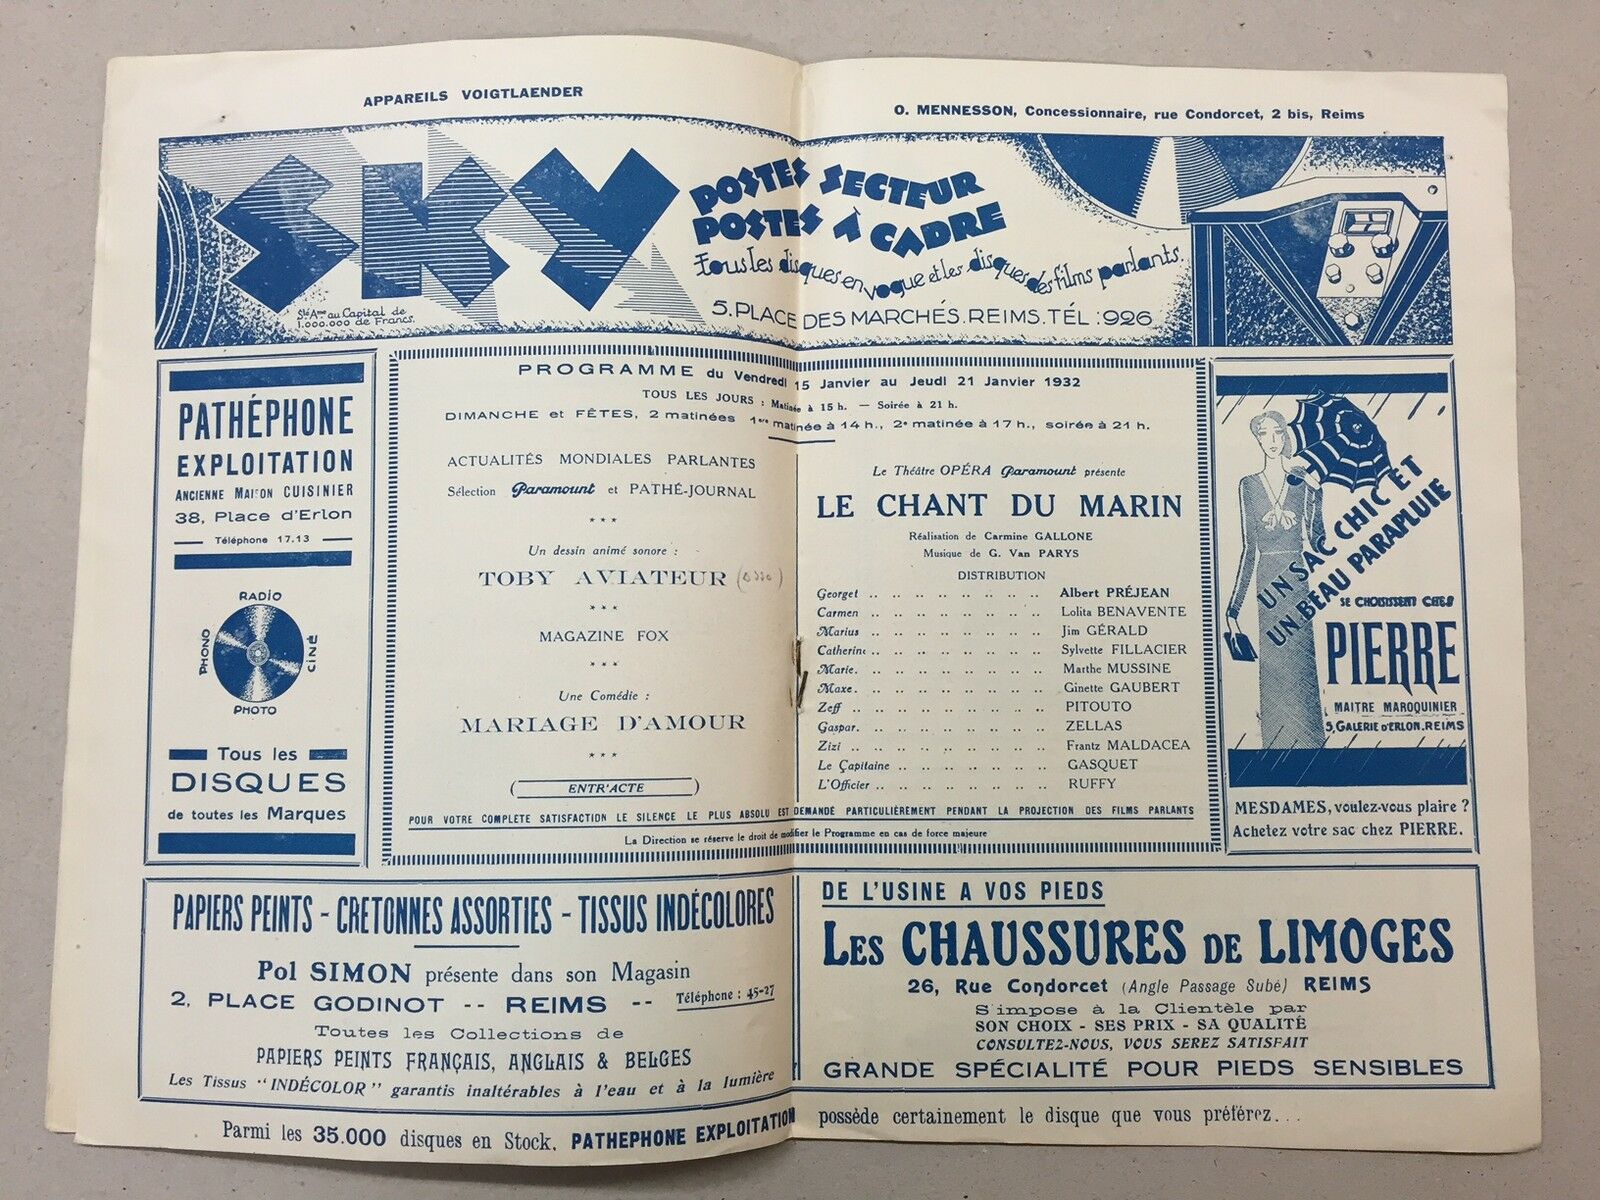 APPAREILS VOIGTLAENDER
O. MENNESSON, Concessionnaire, rue Condorcet, 2 bis, Reims
SKY
Sté Ame au Capital de
1.000.000 de Francs.
POSTES SECTEUR
POSTES À CADRE
Tous les disques en vogue et les disques des films parlants.
5. PLACE DES MARCHÉS. REIMS. TÉL : 926
PATHÉPHONE
EXPLOITATION
ANCIENNE MAISON CUISINIER
38, Place d'Erlon
Téléphone 17.13
RADIO
PHONO
CINÉ
PHOTO
Tous les
DISQUES
de toutes les Marques
PROGRAMME du Vendredi 15 Janvier au Jeudi 21 Janvier 1932
TOUS LES JOURS : Matinée à 15 h. — Soirée à 21 h.
DIMANCHE et FÊTES, 2 matinées 1ere matinée à 14 h., 2e matinée à 17 h., soirée à 21 h.
ACTUALITÉS MONDIALES PARLANTES
Sélection Paramount et PATHÉ-JOURNAL
* * *
Un dessin animé sonore :
TOBY AVIATEUR
* * *
MAGAZINE FOX
* * *
Une Comédie :
MARIAGE D'AMOUR
* * *
( ENTR'ACTE )
Le Théâtre OPÉRA Paramount présente
LE CHANT DU MARIN
Réalisation de Carmine GALLONE
Musique de G. Van PARYS
DISTRIBUTION
Georget .. .. .. .. .. .. .. .. Albert PRÉJEAN
Carmen .. .. .. .. .. .. .. .. Lolita BENAVENTE
Marius .. .. .. .. .. .. .. .. Jim GÉRALD
Catherine .. .. .. .. .. .. .. .. Sylvette FILLACIER
Marie. .. .. .. .. .. .. .. .. Marthe MUSSINE
Maxe. .. .. .. .. .. .. .. .. Ginette GAUBERT
Zeff .. .. .. .. .. .. .. .. PITOUTO
Gaspar. .. .. .. .. .. .. .. .. ZELLAS
Zizi .. .. .. .. .. .. .. .. Frantz MALDACEA
Le Capitaine .. .. .. .. .. .. .. GASQUET
L'Officier .. .. .. .. .. .. .. RUFFY
POUR VOTRE COMPLETE SATISFACTION LE SILENCE LE PLUS ABSOLU EST DEMANDÉ PARTICULIÈREMENT PENDANT LA PROJECTION DES FILMS PARLANTS
La Direction se réserve le droit de modifier le Programme en cas de force majeure
UN SAC CHIC ET
UN BEAU PARAPLUIE
SE CHOISISSENT CHES
PIERRE
MAITRE MAROQUINIER
5, GALERIE D'ERLON. REIMS
MESDAMES, voulez-vous plaire ?
Achetez votre sac chez PIERRE.
PAPIERS PEINTS - CRETONNES ASSORTIES - TISSUS INDÉCOLORES
Pol SIMON présente dans son Magasin
2, PLACE GODINOT -- REIMS -- Téléphone : 45-27
Toutes les Collections de
PAPIERS PEINTS FRANÇAIS, ANGLAIS & BELGES
Les Tissus "INDÉCOLOR" garantis inaltérables à l'eau et à la lumière
DE L'USINE A VOS PIEDS
LES CHAUSSURES DE LIMOGES
26, Rue Condorcet (Angle Passage Subé) REIMS
S'impose à la Clientèle par
SON CHOIX - SES PRIX - SA QUALITÉ
CONSULTEZ-NOUS, VOUS SEREZ SATISFAIT
GRANDE SPÉCIALITÉ POUR PIEDS SENSIBLES
Parmi les 35.000 disques en Stock, PATHEPHONE EXPLOITATION possède certainement le disque que vous préférez...